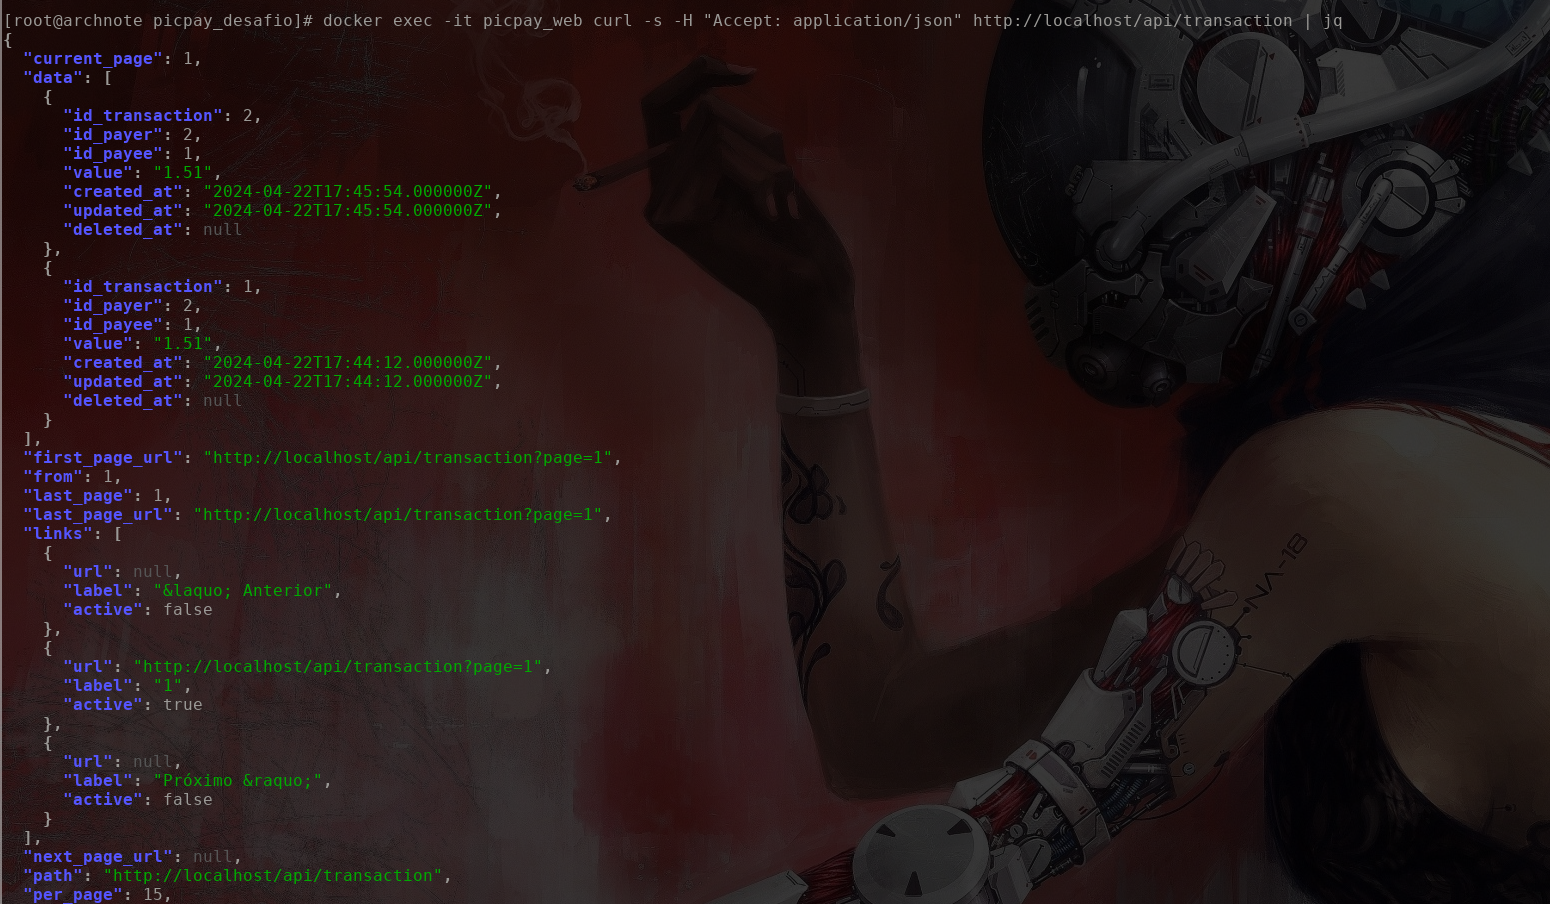 [root@archnote picpay_desafio]# docker exec -it picpay_web curl -s -H "Accept: application/json" http://localhost/api/transaction | jq
{
  "current_page": 1,
  "data": [
    {
      "id_transaction": 2,
      "id_payer": 2,
      "id_payee": 1,
      "value": "1.51",
      "created_at": "2024-04-22T17:45:54.000000Z",
      "updated_at": "2024-04-22T17:45:54.000000Z",
      "deleted_at": null
    },
    {
      "id_transaction": 1,
      "id_payer": 2,
      "id_payee": 1,
      "value": "1.51",
      "created_at": "2024-04-22T17:44:12.000000Z",
      "updated_at": "2024-04-22T17:44:12.000000Z",
      "deleted_at": null
    }
  ],
  "first_page_url": "http://localhost/api/transaction?page=1",
  "from": 1,
  "last_page": 1,
  "last_page_url": "http://localhost/api/transaction?page=1",
  "links": [
    {
      "url": null,
      "label": "&laquo; Anterior",
      "active": false
    },
    {
      "url": "http://localhost/api/transaction?page=1",
      "label": "1",
      "active": true
    },
    {
      "url": null,
      "label": "Próximo &raquo;",
      "active": false
    }
  ],
  "next_page_url": null,
  "path": "http://localhost/api/transaction",
  "per_page": 15,